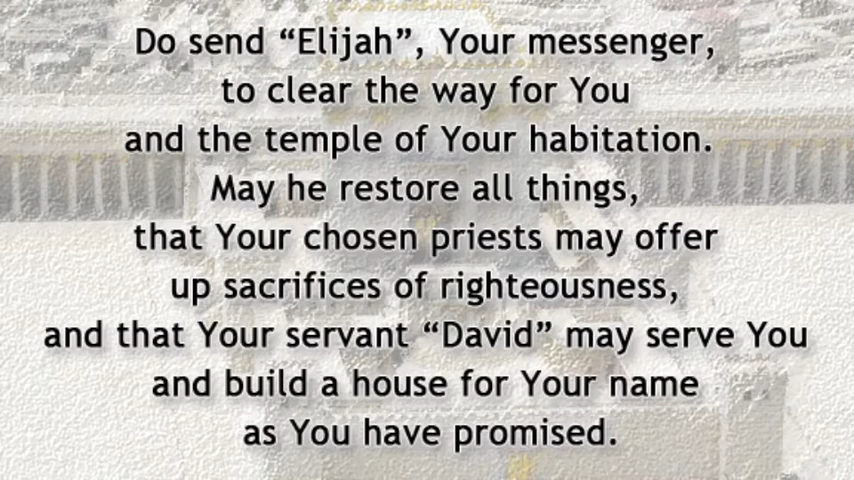 Do send “Elijah”, Your messenger,
to clear the way for You
and the temple of Your habitation.
May he restore all things,
that Your chosen priests may offer
up sacrifices of righteousness,
and that Your servant “David” may serve You
and build a house for Your name
as You have promised.